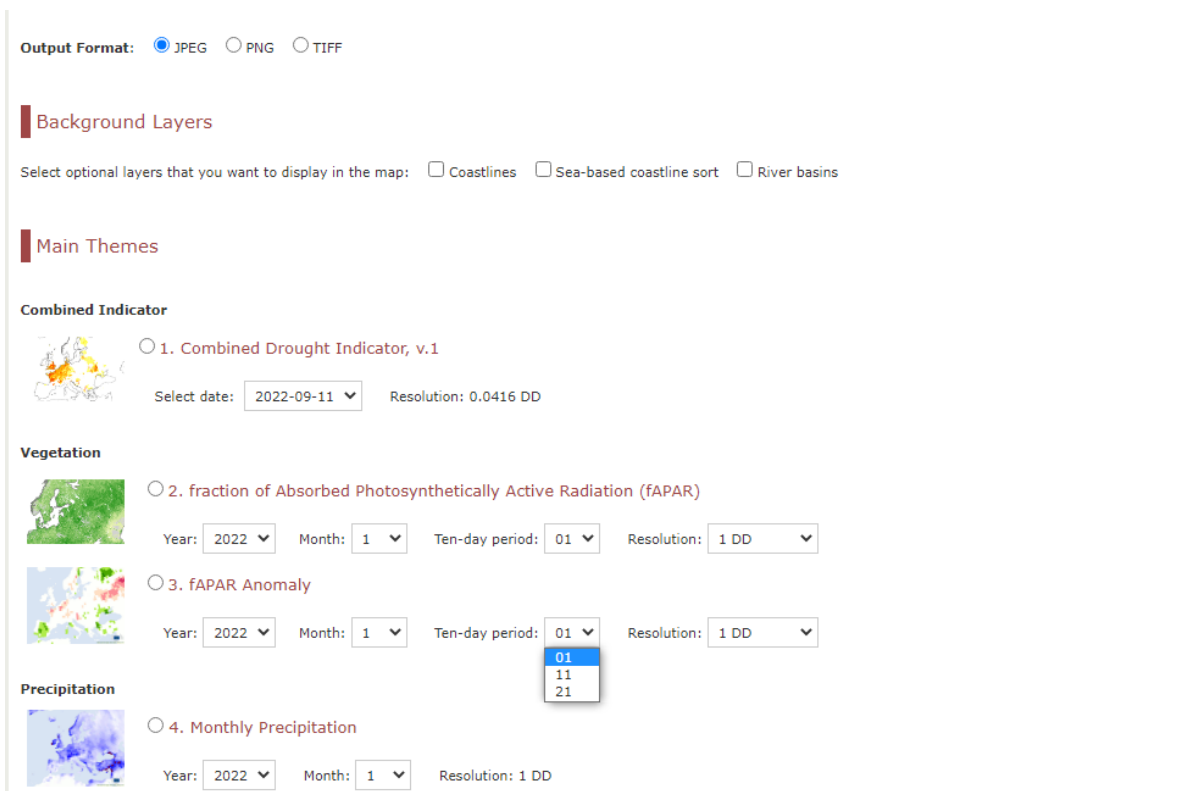 Output Format: JPEG PNG TIFF
Background Layers
Select optional layers that you want to display in the map: Coastlines Sea-based coastline sort River basins
Main Themes
Combined Indicator
1. Combined Drought Indicator, v.1
Select date: 2022-09-11 Resolution: 0.0416 DD
Vegetation
2. fraction of Absorbed Photosynthetically Active Radiation (fAPAR)
Year: 2022 Month: 1 Ten-day period: 01 Resolution: 1 DD
3. fAPAR Anomaly
Year: 2022 Month: 1 Ten-day period: 01 Resolution: 1 DD
01
11
21
Precipitation
4. Monthly Precipitation
Year: 2022 Month: 1 Resolution: 1 DD